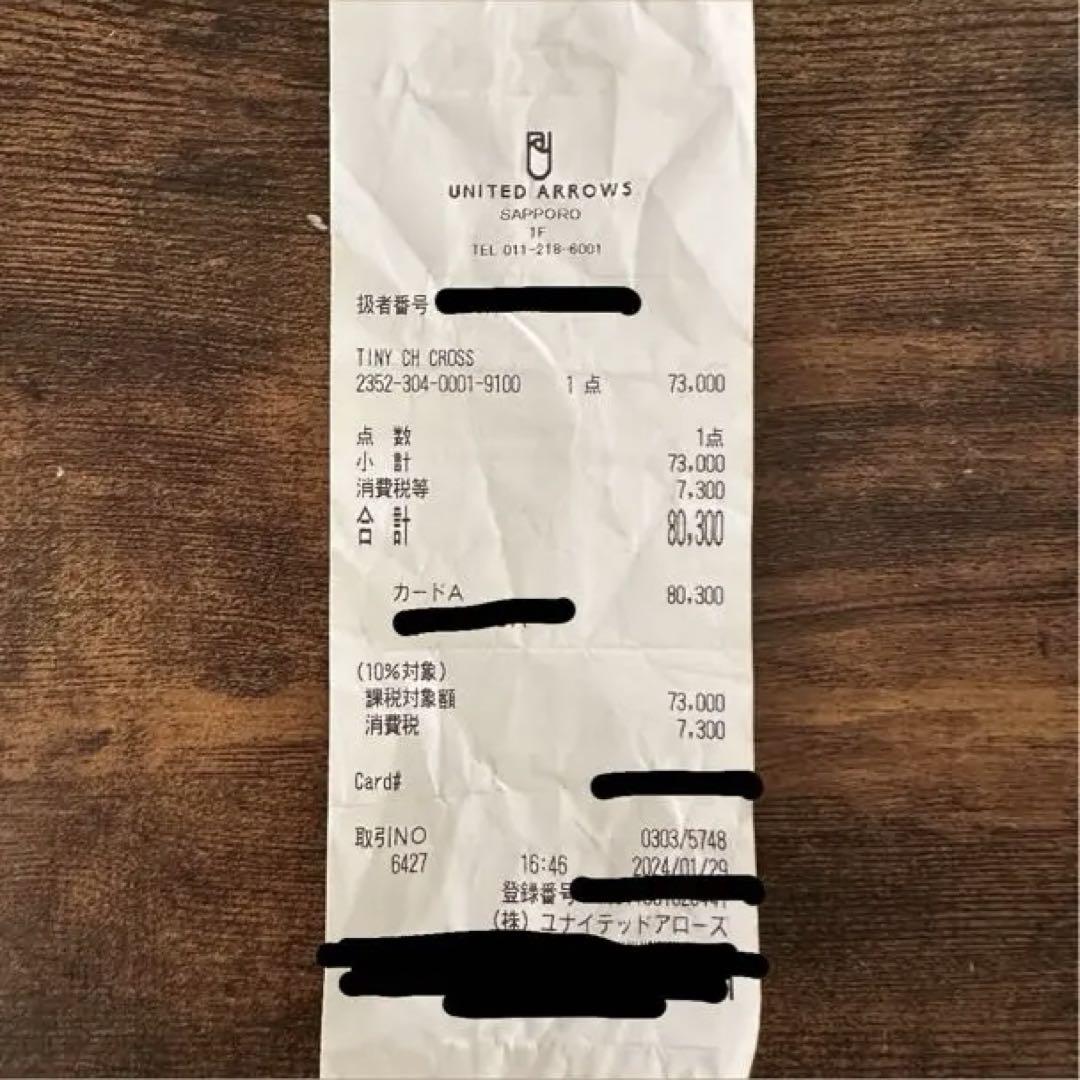 UNITED ARROWS
SAPPORO
1F
TEL 011-218-6001
扱者番号
TINY CH CROSS
2352-304-0001-9100 1点 73,000
点 数 1点
小 計 73,000
消費税等 7,300
合 計 80,300
カードA 80,300
(10%対象)
課税対象額 73,000
消費税 7,300
Card#
取引NO 0303/5748
6427 16:46 2024/01/29
登録番号
(株) ユナイテッドアローズ